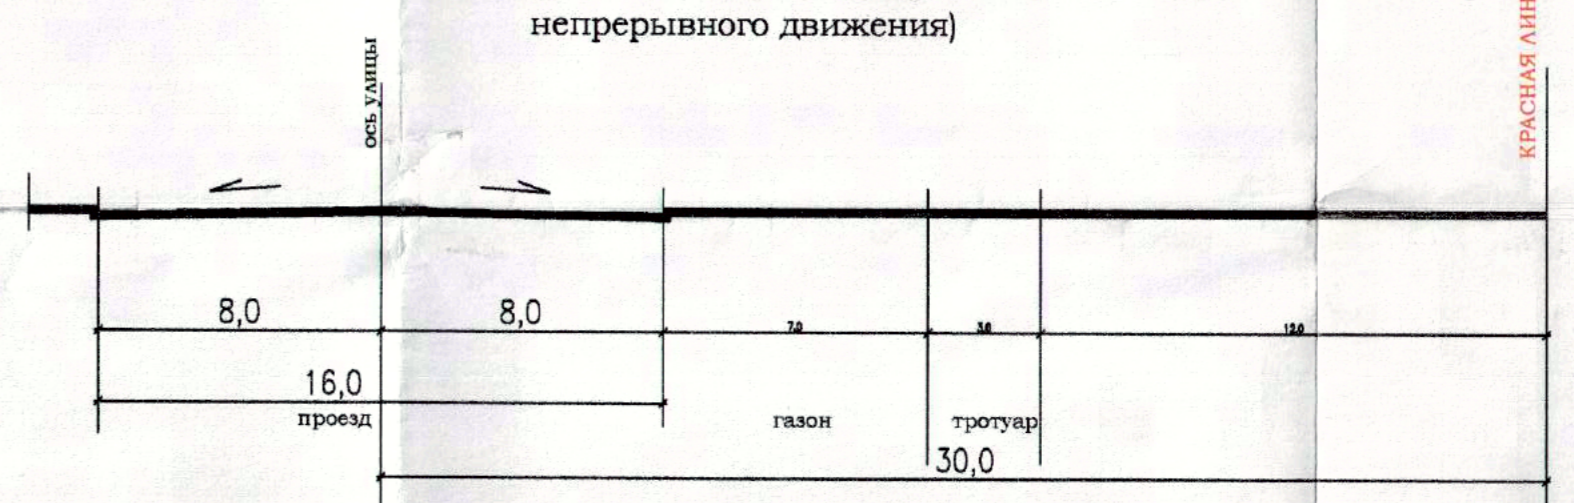 непрерывного движения)
ось улицы
КРАСНАЯ ЛИН
8,0
8,0
7,0
3,0
12,0
16,0
проезд
газон
тротуар
30,0